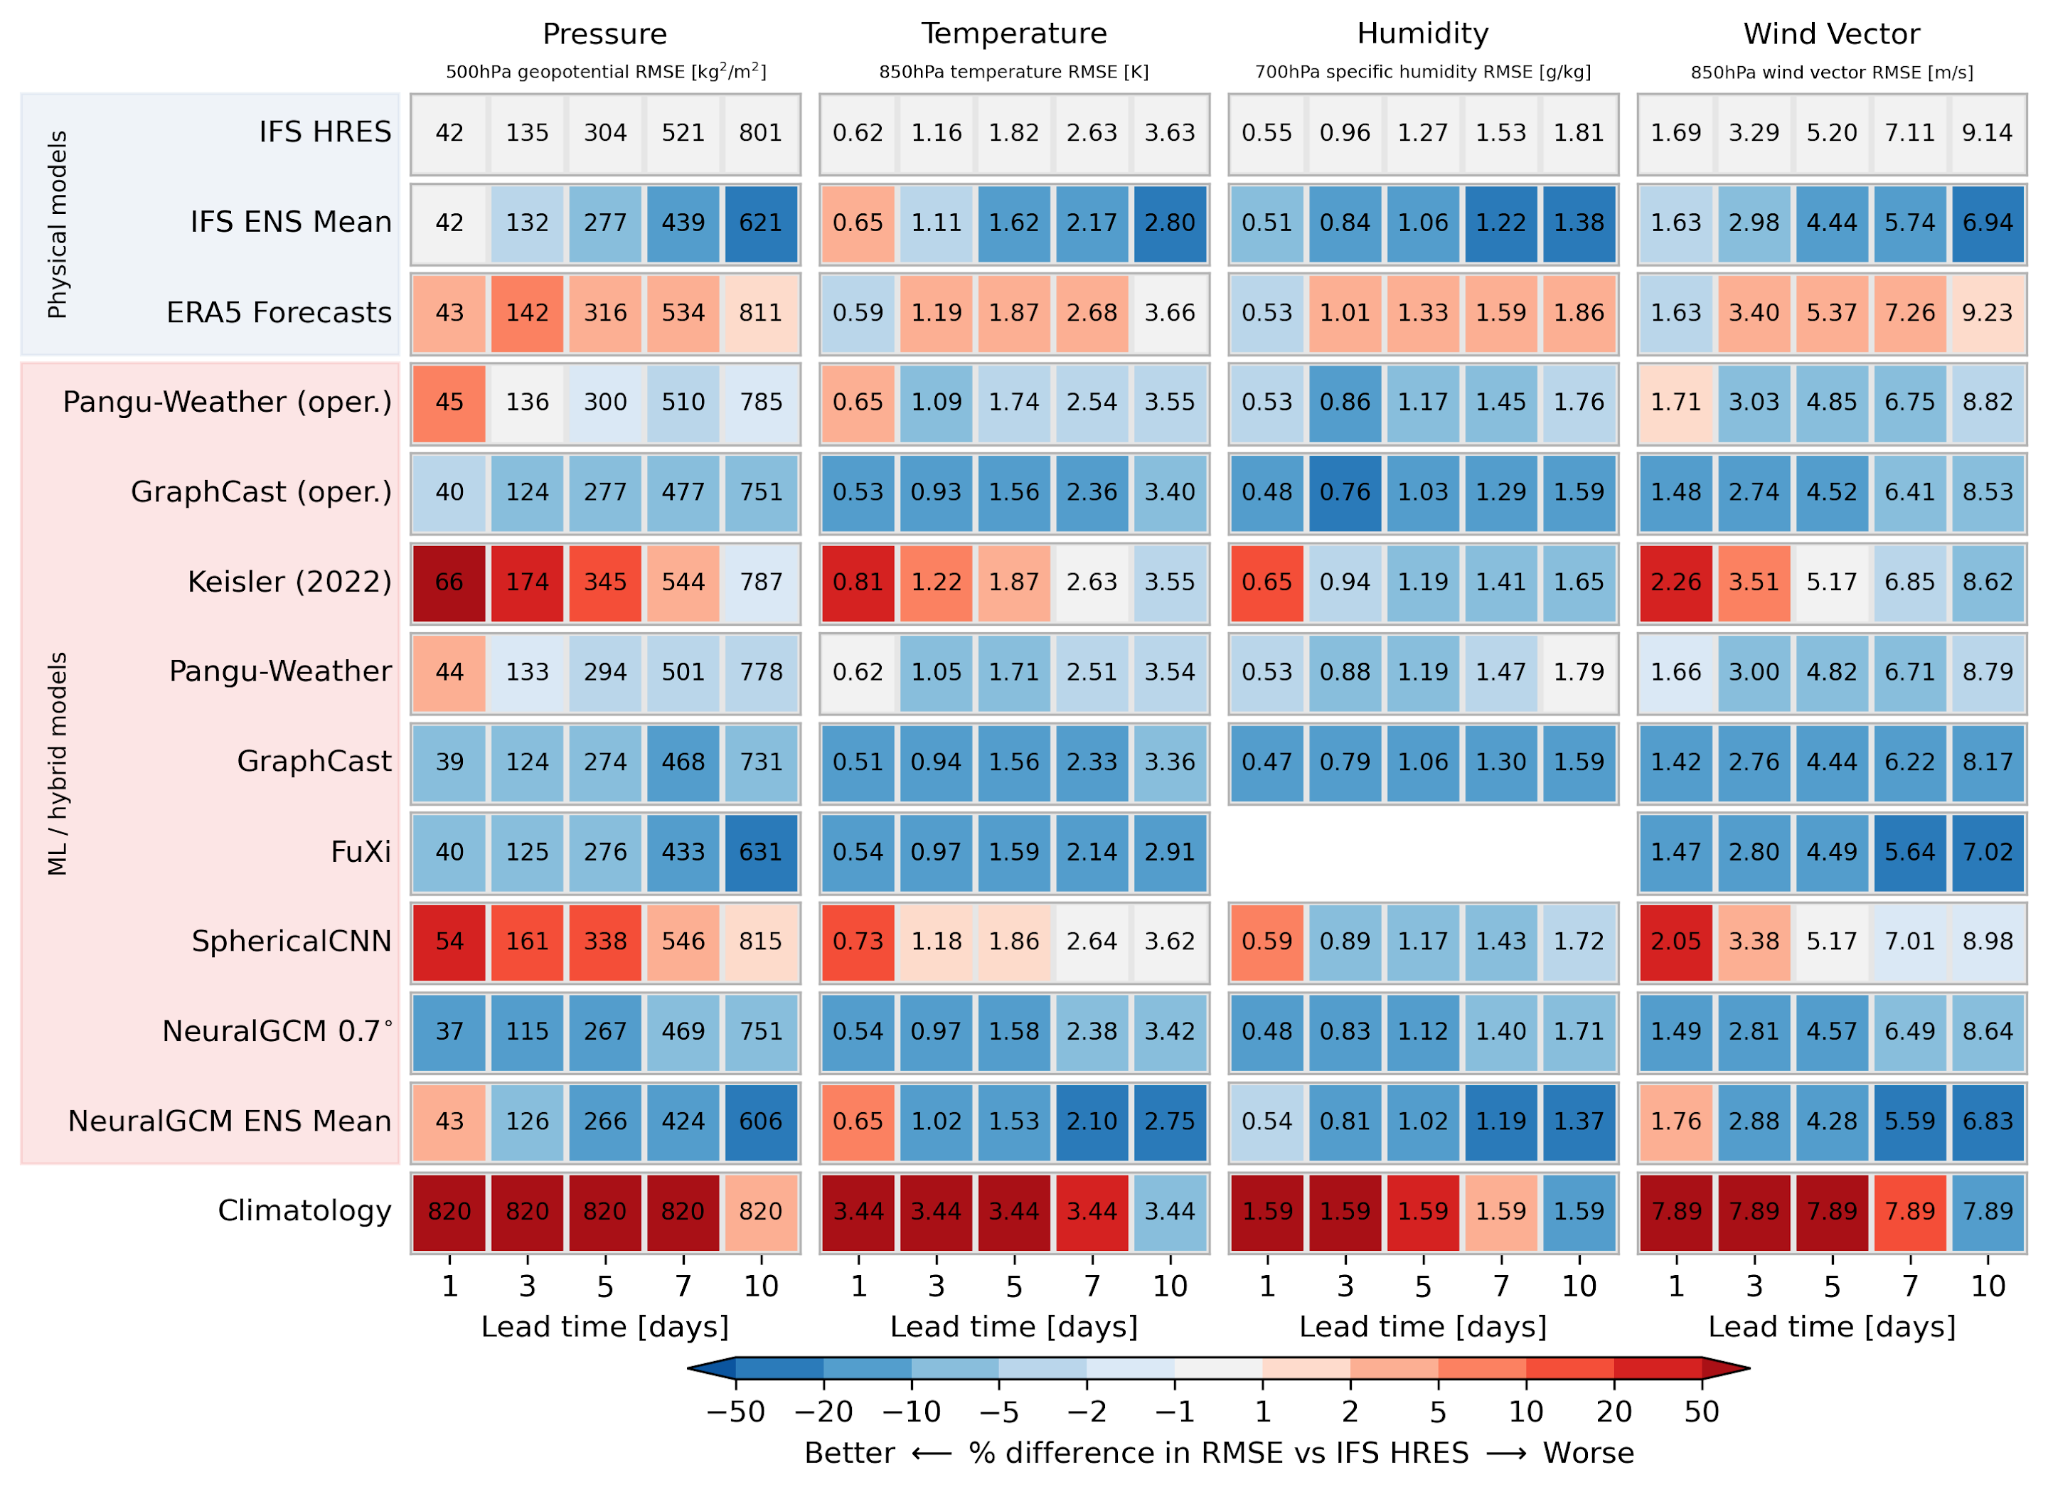 Pressure Temperature Humidity Wind Vector
500hPa geopotential RMSE [kg²/m²] 850hPa temperature RMSE [K] 700hPa specific humidity RMSE [g/kg] 850hPa wind vector RMSE [m/s]
Physical models
IFS HRES 42 135 304 521 801 0.62 1.16 1.82 2.63 3.63 0.55 0.96 1.27 1.53 1.81 1.69 3.29 5.20 7.11 9.14
IFS ENS Mean 42 132 277 439 621 0.65 1.11 1.62 2.17 2.80 0.51 0.84 1.06 1.22 1.38 1.63 2.98 4.44 5.74 6.94
ERA5 Forecasts 43 142 316 534 811 0.59 1.19 1.87 2.68 3.66 0.53 1.01 1.33 1.59 1.86 1.63 3.40 5.37 7.26 9.23
ML / hybrid models
Pangu-Weather (oper.) 45 136 300 510 785 0.65 1.09 1.74 2.54 3.55 0.53 0.86 1.17 1.45 1.76 1.71 3.03 4.85 6.75 8.82
GraphCast (oper.) 40 124 277 477 751 0.53 0.93 1.56 2.36 3.40 0.48 0.76 1.03 1.29 1.59 1.48 2.74 4.52 6.41 8.53
Keisler (2022) 66 174 345 544 787 0.81 1.22 1.87 2.63 3.55 0.65 0.94 1.19 1.41 1.65 2.26 3.51 5.17 6.85 8.62
Pangu-Weather 44 133 294 501 778 0.62 1.05 1.71 2.51 3.54 0.53 0.88 1.19 1.47 1.79 1.66 3.00 4.82 6.71 8.79
GraphCast 39 124 274 468 731 0.51 0.94 1.56 2.33 3.36 0.47 0.79 1.06 1.30 1.59 1.42 2.76 4.44 6.22 8.17
FuXi 40 125 276 433 631 0.54 0.97 1.59 2.14 2.91 1.47 2.80 4.49 5.64 7.02
SphericalCNN 54 161 338 546 815 0.73 1.18 1.86 2.64 3.62 0.59 0.89 1.17 1.43 1.72 2.05 3.38 5.17 7.01 8.98
NeuralGCM 0.7° 37 115 267 469 751 0.54 0.97 1.58 2.38 3.42 0.48 0.83 1.12 1.40 1.71 1.49 2.81 4.57 6.49 8.64
NeuralGCM ENS Mean 43 126 266 424 606 0.65 1.02 1.53 2.10 2.75 0.54 0.81 1.02 1.19 1.37 1.76 2.88 4.28 5.59 6.83
Climatology 820 820 820 820 820 3.44 3.44 3.44 3.44 3.44 1.59 1.59 1.59 1.59 1.59 7.89 7.89 7.89 7.89 7.89
1 3 5 7 10 1 3 5 7 10 1 3 5 7 10 1 3 5 7 10
Lead time [days] Lead time [days] Lead time [days] Lead time [days]
−50 −20 −10 −5 −2 −1 1 2 5 10 20 50
Better ⟵ % difference in RMSE vs IFS HRES ⟶ Worse